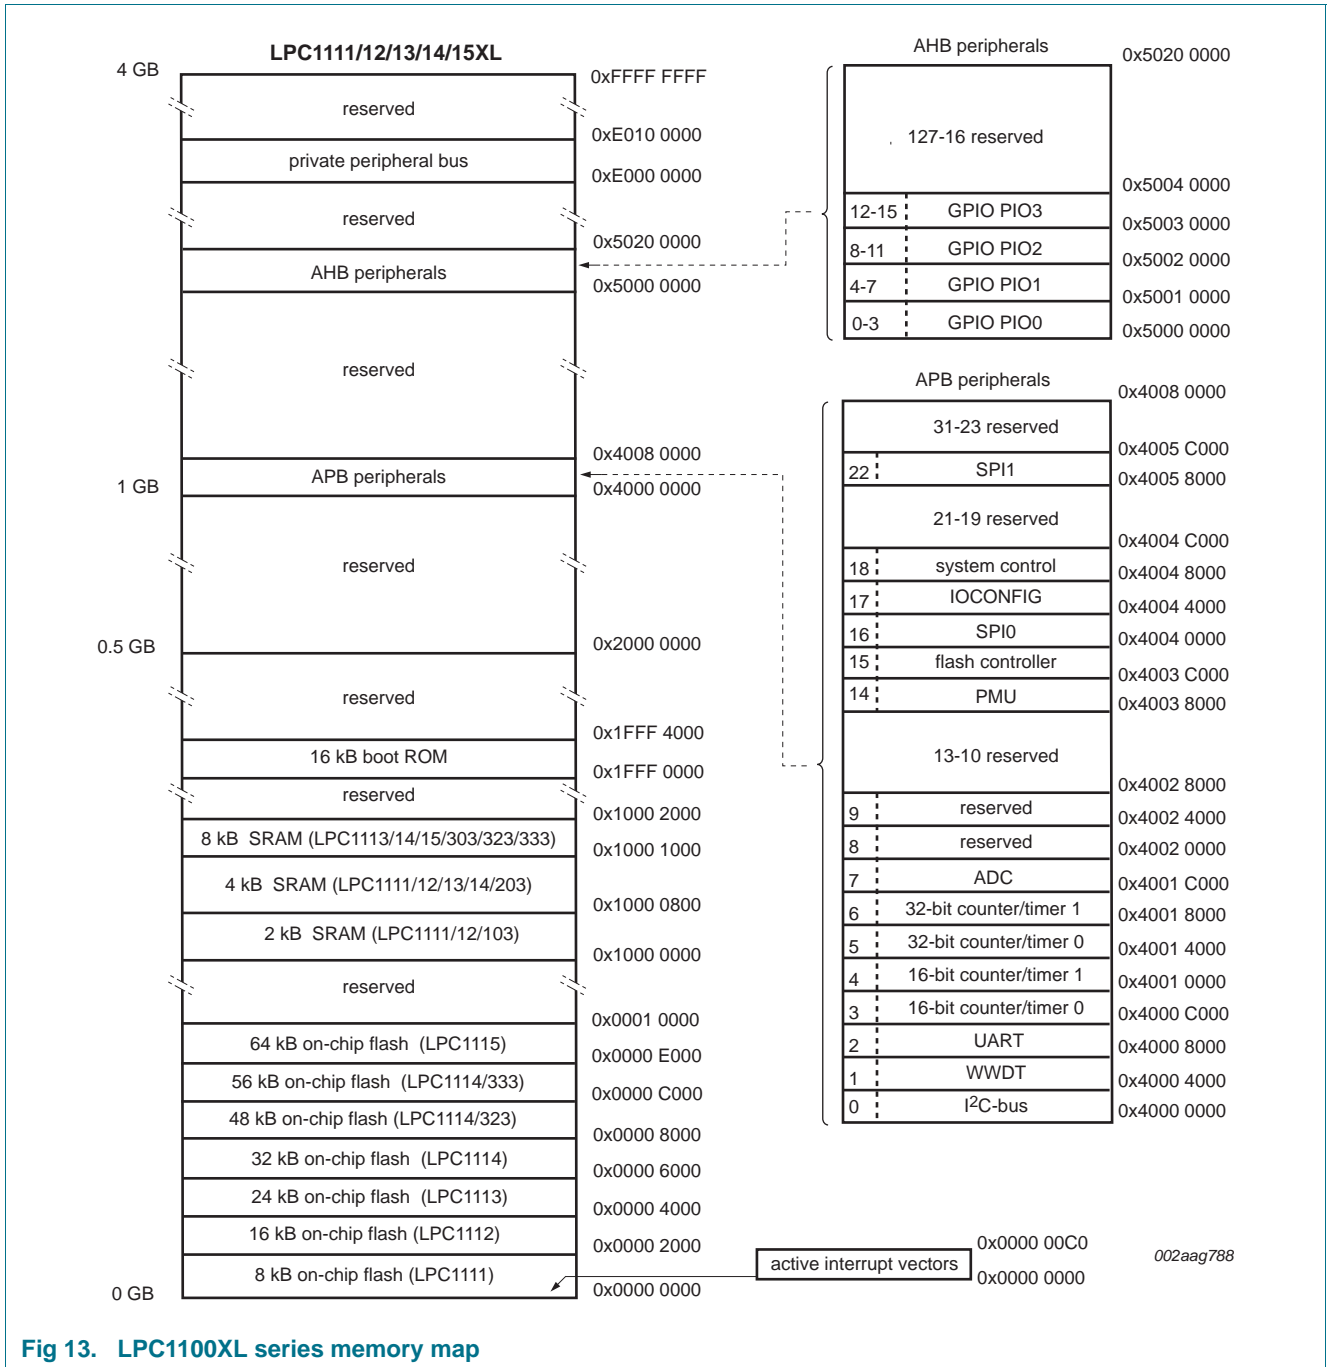 LPC1111/12/13/14/15XL
4 GB
0xFFFF FFFF
reserved
0xE010 0000
private peripheral bus
0xE000 0000
reserved
0x5020 0000
AHB peripherals
0x5000 0000
reserved
0x4008 0000
APB peripherals
1 GB
0x4000 0000
reserved
0.5 GB
0x2000 0000
reserved
0x1FFF 4000
16 kB boot ROM
0x1FFF 0000
reserved
0x1000 2000
8 kB SRAM (LPC1113/14/15/303/323/333)
0x1000 1000
4 kB SRAM (LPC1111/12/13/14/203)
0x1000 0800
2 kB SRAM (LPC1111/12/103)
0x1000 0000
reserved
0x0001 0000
64 kB on-chip flash (LPC1115)
0x0000 E000
56 kB on-chip flash (LPC1114/333)
0x0000 C000
48 kB on-chip flash (LPC1114/323)
0x0000 8000
32 kB on-chip flash (LPC1114)
0x0000 6000
24 kB on-chip flash (LPC1113)
0x0000 4000
16 kB on-chip flash (LPC1112)
0x0000 2000
8 kB on-chip flash (LPC1111)
0x0000 0000
0 GB
AHB peripherals
0x5020 0000
127-16 reserved
0x5004 0000
12-15 GPIO PIO3
0x5003 0000
8-11 GPIO PIO2
0x5002 0000
4-7 GPIO PIO1
0x5001 0000
0-3 GPIO PIO0
0x5000 0000
APB peripherals
0x4008 0000
31-23 reserved
0x4005 C000
22 SPI1
0x4005 8000
21-19 reserved
0x4004 C000
18 system control
0x4004 8000
17 IOCONFIG
0x4004 4000
16 SPI0
0x4004 0000
15 flash controller
0x4003 C000
14 PMU
0x4003 8000
13-10 reserved
0x4002 8000
9 reserved
0x4002 4000
8 reserved
0x4002 0000
7 ADC
0x4001 C000
6 32-bit counter/timer 1
0x4001 8000
5 32-bit counter/timer 0
0x4001 4000
4 16-bit counter/timer 1
0x4001 0000
3 16-bit counter/timer 0
0x4000 C000
2 UART
0x4000 8000
1 WWDT
0x4000 4000
0 I2C-bus
0x4000 0000
active interrupt vectors
0x0000 00C0
0x0000 0000
002aag788
Fig 13. LPC1100XL series memory map